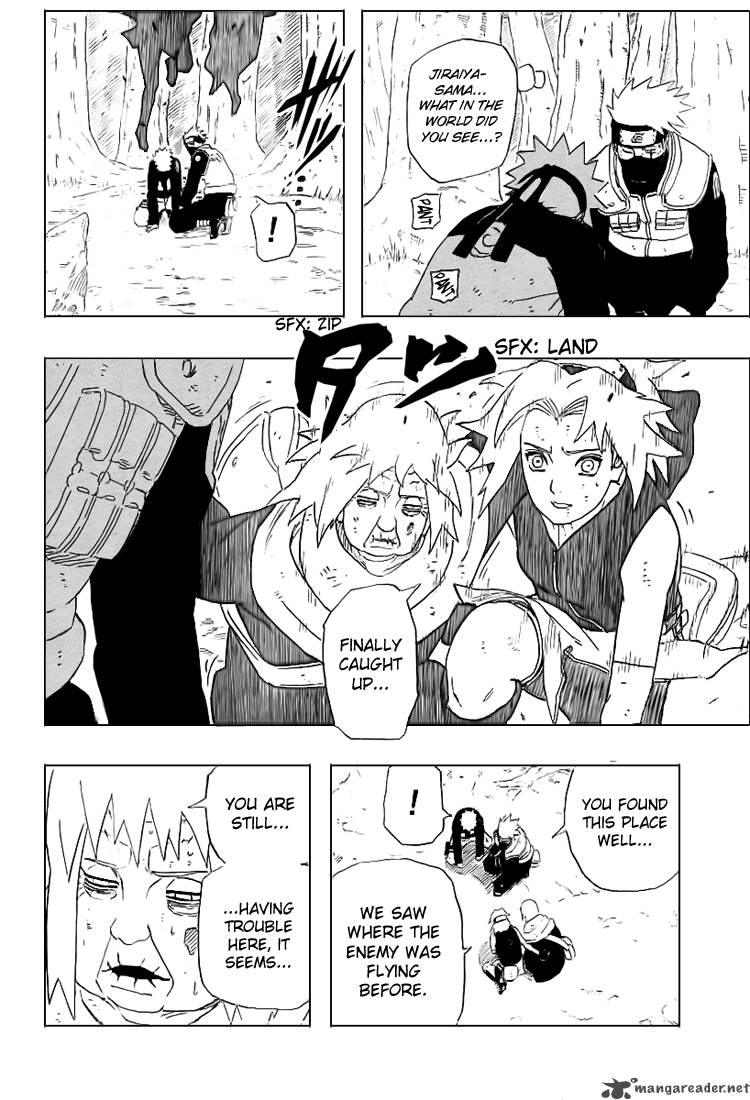 JIRAIYA-
SAMA...
WHAT IN THE
WORLD DID
YOU SEE...?
PANT
PANT
!
SFX: ZIP
SFX: LAND
タッ
FINALLY
CAUGHT
UP...
YOU FOUND
THIS PLACE
WELL...
!
WE SAW
WHERE THE
ENEMY WAS
FLYING
BEFORE.
YOU ARE
STILL...
...HAVING
TROUBLE
HERE, IT
SEEMS...
mangareader.net